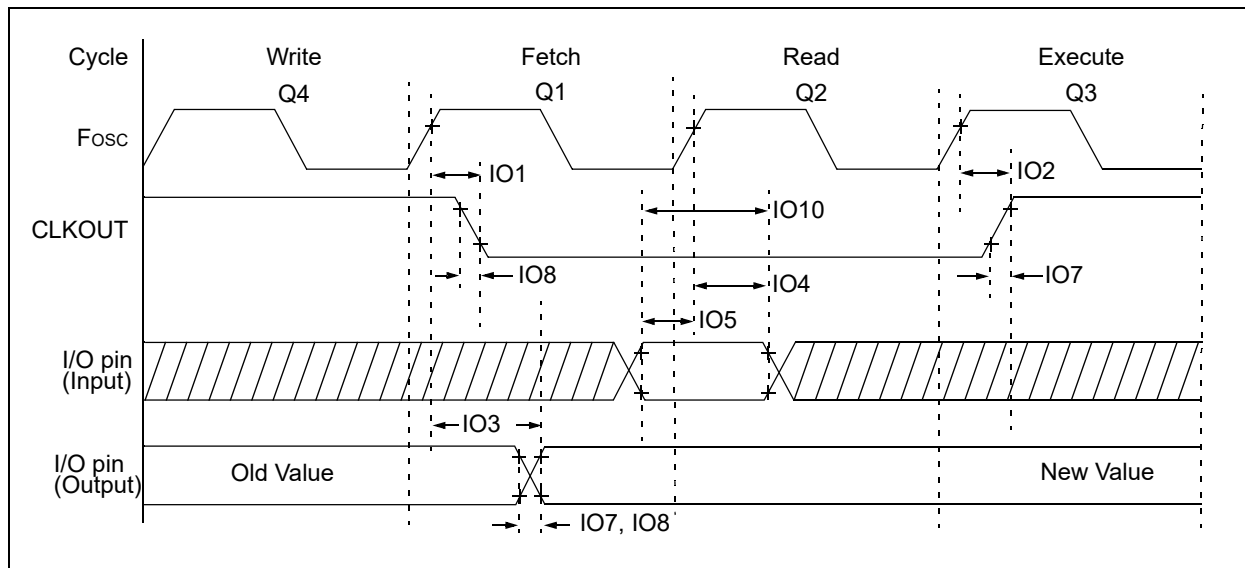 Cycle Write Fetch Read Execute
Q4 Q1 Q2 Q3
Fosc
IO1 IO2
IO10
CLKOUT
IO8 IO4 IO7
IO5
I/O pin
(Input)
IO3
I/O pin
(Output)
Old Value New Value
IO7, IO8